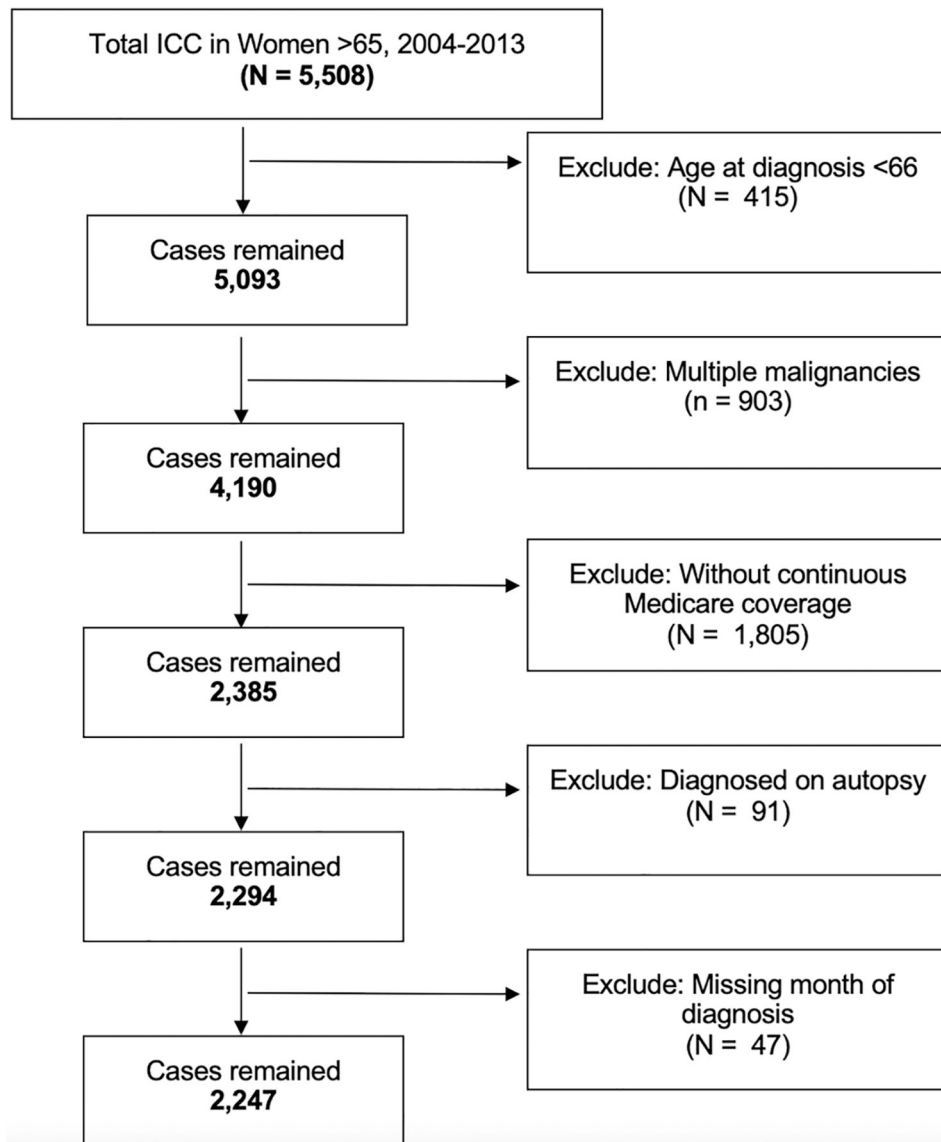 Total ICC in Women >65, 2004-2013
(N = 5,508)
Exclude: Age at diagnosis <66
(N = 415)
Cases remained
5,093
Exclude: Multiple malignancies
(n = 903)
Cases remained
4,190
Exclude: Without continuous
Medicare coverage
(N = 1,805)
Cases remained
2,385
Exclude: Diagnosed on autopsy
(N = 91)
Cases remained
2,294
Exclude: Missing month of
diagnosis
(N = 47)
Cases remained
2,247